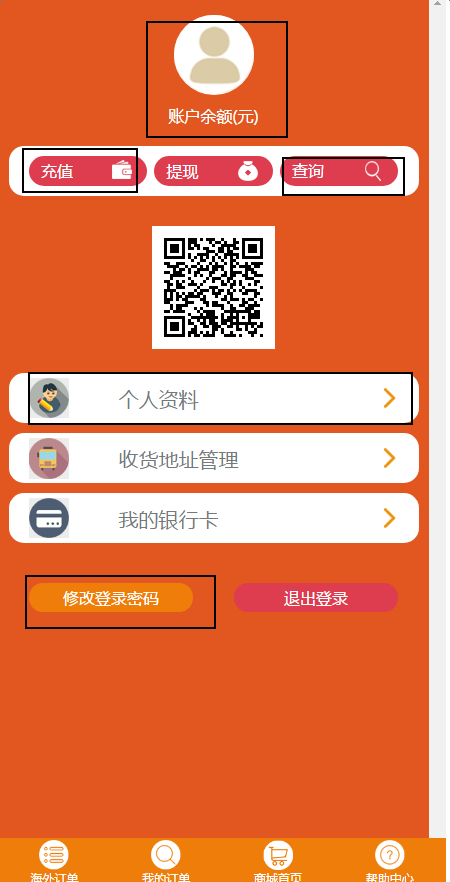 账户余额(元)
充值 提现 查询
个人资料
收货地址管理
我的银行卡
修改登录密码 退出登录
海外订单 我的订单 商城首页 帮助中心